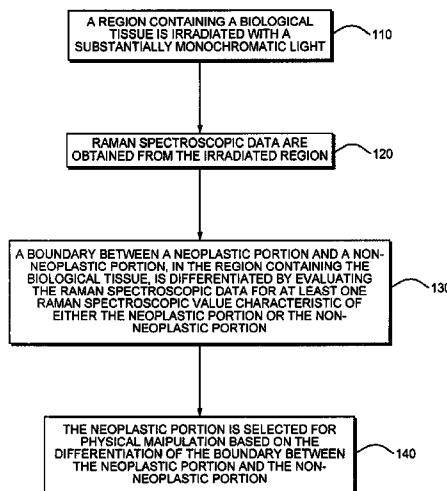 A REGION CONTAINING A BIOLOGICAL
TISSUE IS IRRADIATED WITH A
SUBSTANTIALLY MONOCHROMATIC LIGHT
110
RAMAN SPECTROSCOPIC DATA ARE
OBTAINED FROM THE IRRADIATED REGION
120
A BOUNDARY BETWEEN A NEOPLASTIC PORTION AND A NON-
NEOPLASTIC PORTION, IN THE REGION CONTAINING THE
BIOLOGICAL TISSUE, IS DIFFERENTIATED BY EVALUATING
THE RAMAN SPECTROSCOPIC DATA FOR AT LEAST ONE
RAMAN SPECTROSCOPIC VALUE CHARACTERISTIC OF
EITHER THE NEOPLASTIC PORTION OR THE NON-
NEOPLASTIC PORTION
130
THE NEOPLASTIC PORTION IS SELECTED FOR
PHYSICAL MAIPULATION BASED ON THE
DIFFERENTIATION OF THE BOUNDARY BETWEEN
THE NEOPLASTIC PORTION AND THE NON-
NEOPLASTIC PORTION
140